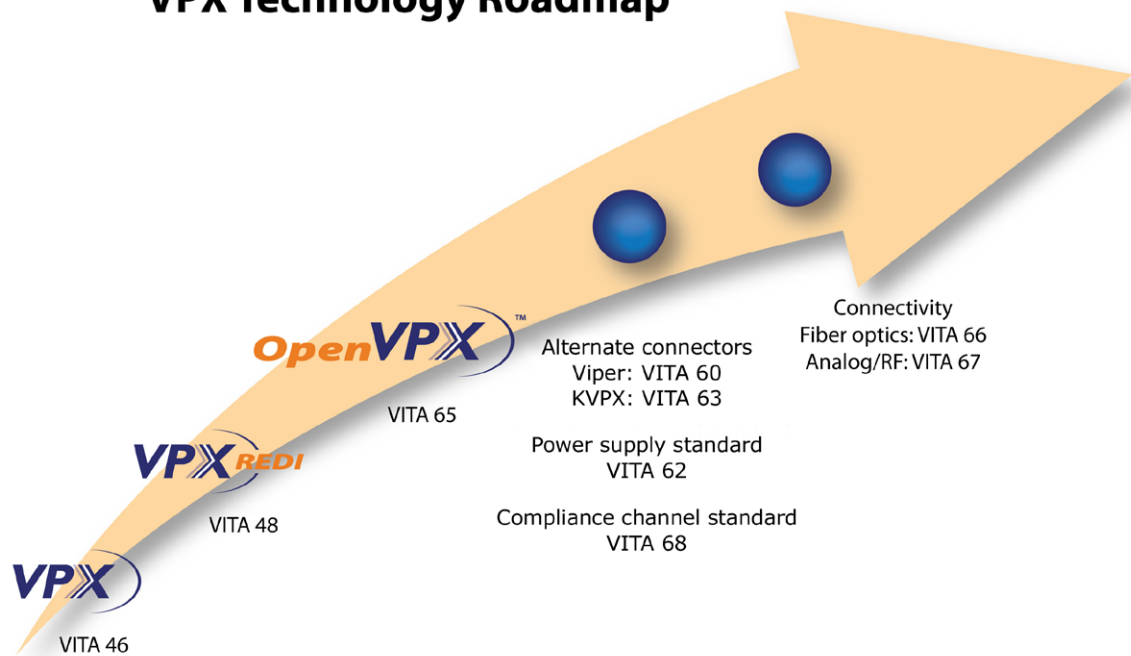 VPX Technology Roadmap
OpenVPX™
VITA 65
VPX REDI
VITA 48
VPX
VITA 46
Alternate connectors
Viper: VITA 60
KVPX: VITA 63
Power supply standard
VITA 62
Compliance channel standard
VITA 68
Connectivity
Fiber optics: VITA 66
Analog/RF: VITA 67